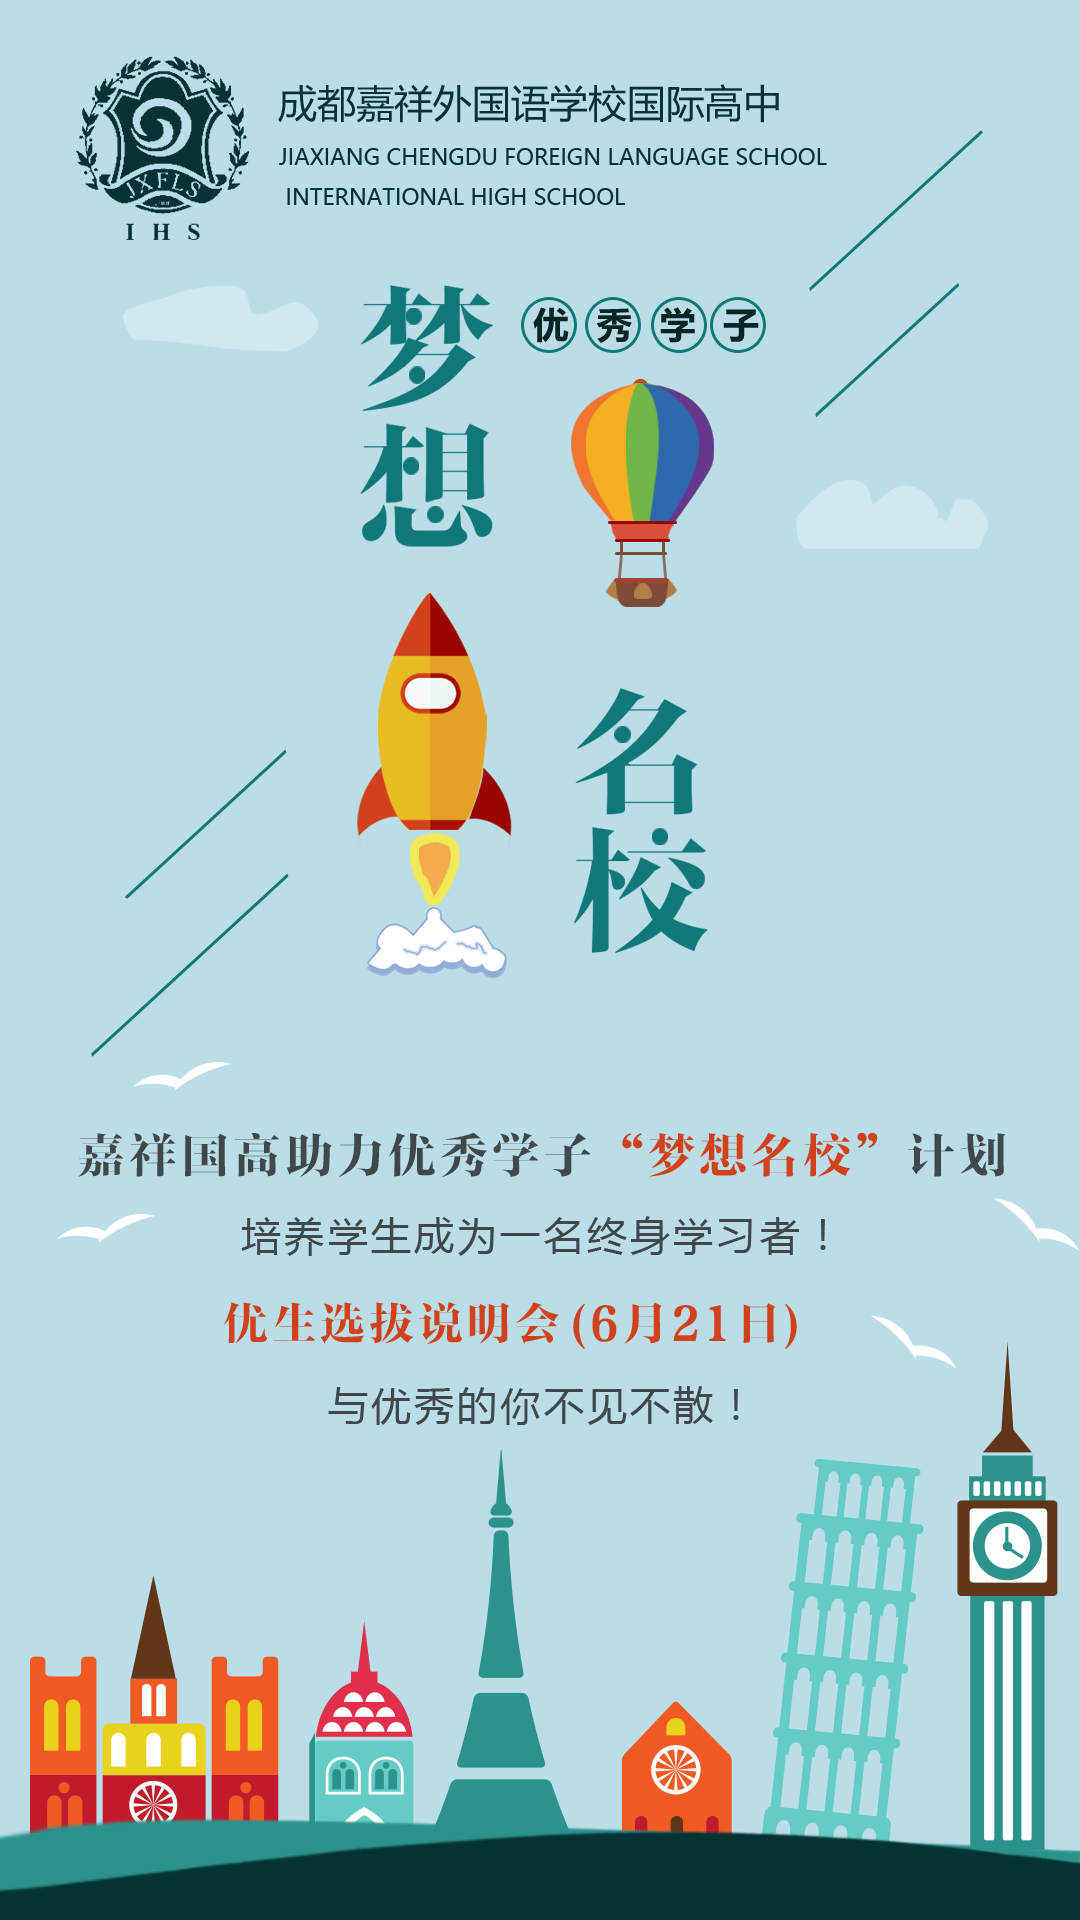 成都嘉祥外国语学校国际高中
JIAXIANG CHENGDU FOREIGN LANGUAGE SCHOOL
INTERNATIONAL HIGH SCHOOL
JXFLS
IHS
梦想
优秀学子
名校
嘉祥国高助力优秀学子“梦想名校”计划
培养学生成为一名终身学习者！
优生选拔说明会(6月21日)
与优秀的你不见不散！